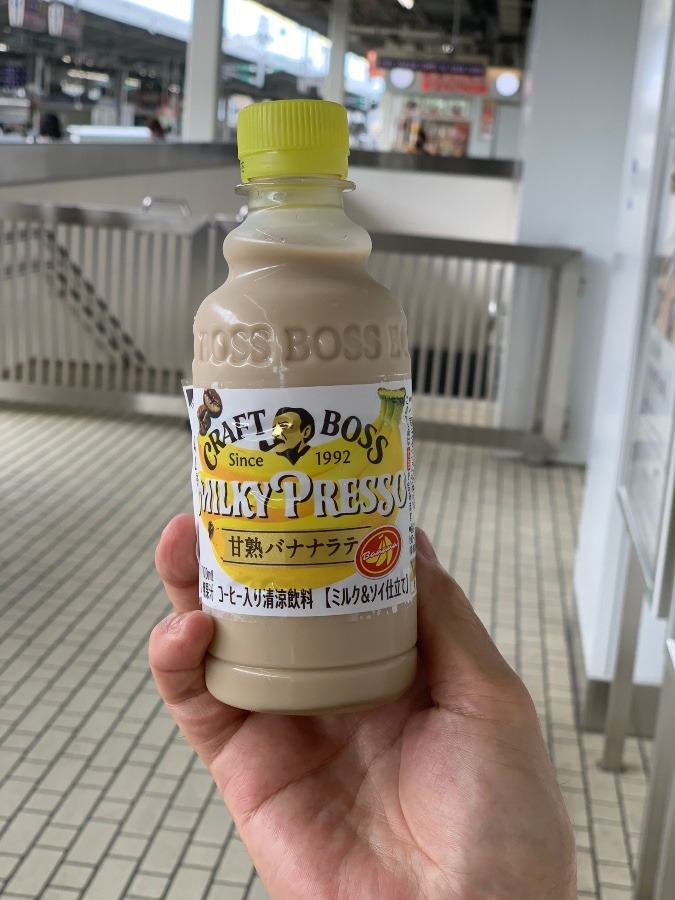 BOSS BOSS
CRAFT BOSS
Since 1992
MILKY PRESSO
甘熟バナナラテ
Banana
コーヒー入り清涼飲料 【ミルク&ソイ仕立て】